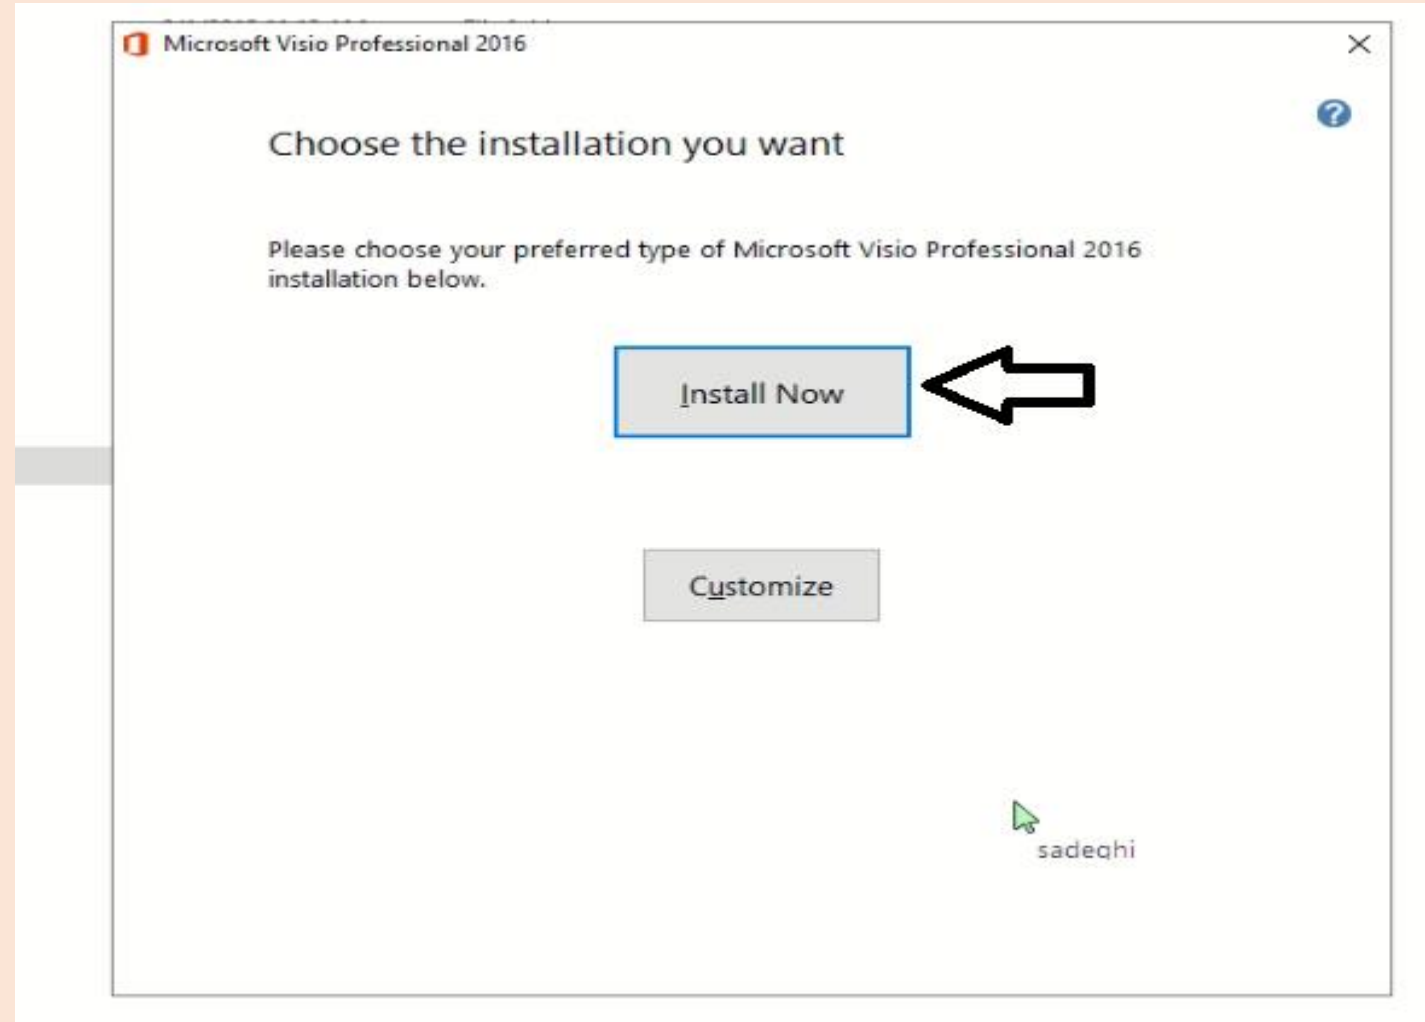 Microsoft Visio Professional 2016
Choose the installation you want
Please choose your preferred type of Microsoft Visio Professional 2016
installation below.
Install Now
Customize
sadeghi